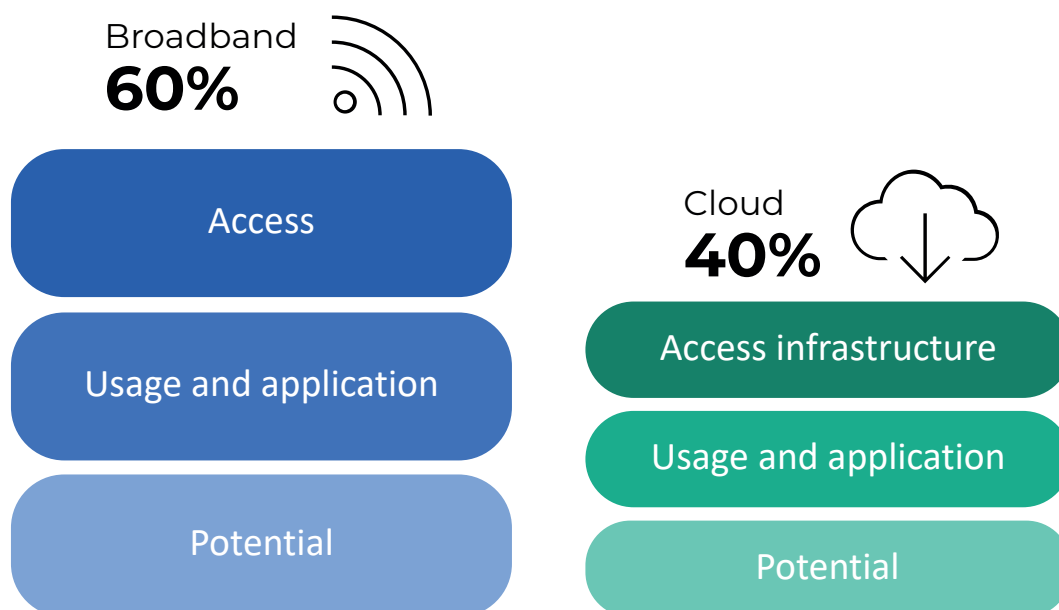 Broadband
60%
Access
Usage and application
Potential
Cloud
40%
Access infrastructure
Usage and application
Potential